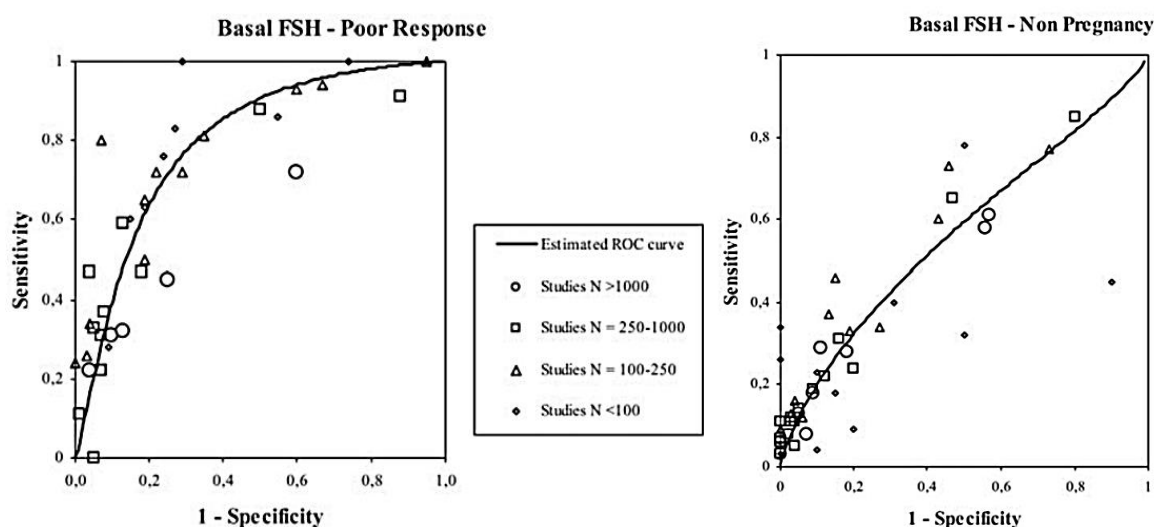 Basal FSH - Poor Response
1
0,8
0,6
0,4
0,2
0
Sensitivity
0,0
0,2
0,4
0,6
0,8
1,0
1 - Specificity
Estimated ROC curve
Studies N >1000
Studies N = 250-1000
Studies N = 100-250
Studies N <100
Basal FSH - Non Pregnancy
1
0,8
0,6
0,4
0,2
0
Sensitivity
0
0,2
0,4
0,6
0,8
1
1 - Specificity